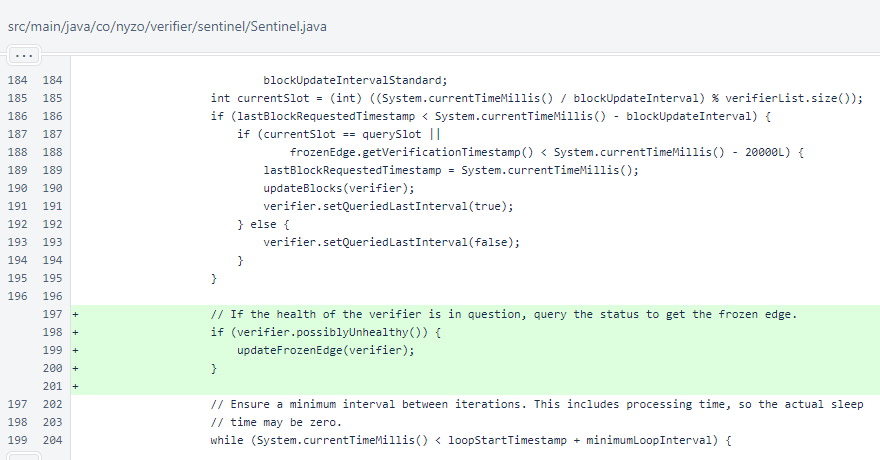 src/main/java/co/nyzo/verifier/sentinel/Sentinel.java
...
184 184 blockUpdateIntervalStandard;
185 185 int currentSlot = (int) ((System.currentTimeMillis() / blockUpdateInterval) % verifierList.size());
186 186 if (lastBlockRequestedTimestamp < System.currentTimeMillis() - blockUpdateInterval) {
187 187 if (currentSlot == querySlot ||
188 188 frozenEdge.getVerificationTimestamp() < System.currentTimeMillis() - 20000L) {
189 189 lastBlockRequestedTimestamp = System.currentTimeMillis();
190 190 updateBlocks(verifier);
191 191 verifier.setQueriedLastInterval(true);
192 192 } else {
193 193 verifier.setQueriedLastInterval(false);
194 194 }
195 195 }
196 196
197 + // If the health of the verifier is in question, query the status to get the frozen edge.
198 + if (verifier.possiblyUnhealthy()) {
199 + updateFrozenEdge(verifier);
200 + }
201 +
197 202 // Ensure a minimum interval between iterations. This includes processing time, so the actual sleep
198 203 // time may be zero.
199 204 while (System.currentTimeMillis() < loopStartTimestamp + minimumLoopInterval) {